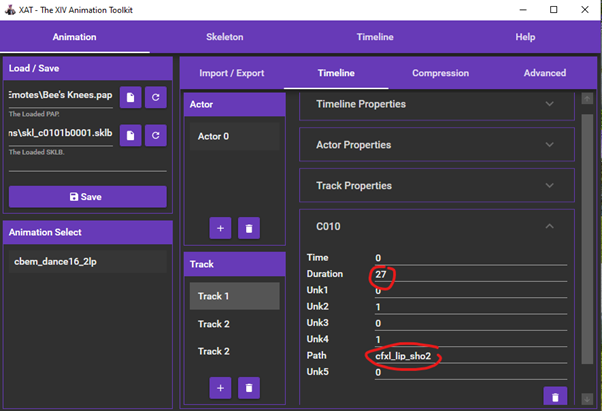 XAT - The XIV Animation Toolkit
Animation
Skeleton
Timeline
Help
Load / Save
Emotes\Bee's Knees.pap
The Loaded PAP.
ns\skl_c0101b0001.sklb
The Loaded SKLB.
Save
Animation Select
cbem_dance16_2lp
Import / Export
Timeline
Compression
Advanced
Actor
Actor 0
Track
Track 1
Track 2
Track 2
Timeline Properties
Actor Properties
Track Properties
C010
Time 0
Duration 27
Unk1 0
Unk2 1
Unk3 0
Unk4 1
Path cfxl_lip_sho2
Unk5 0